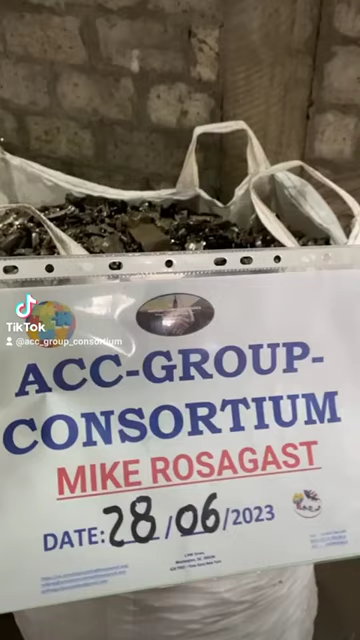 TikTok
@acc_group_consortium
ACC-GROUP-
CONSORTIUM
MIKE ROSAGAST
DATE: 28/06/2023